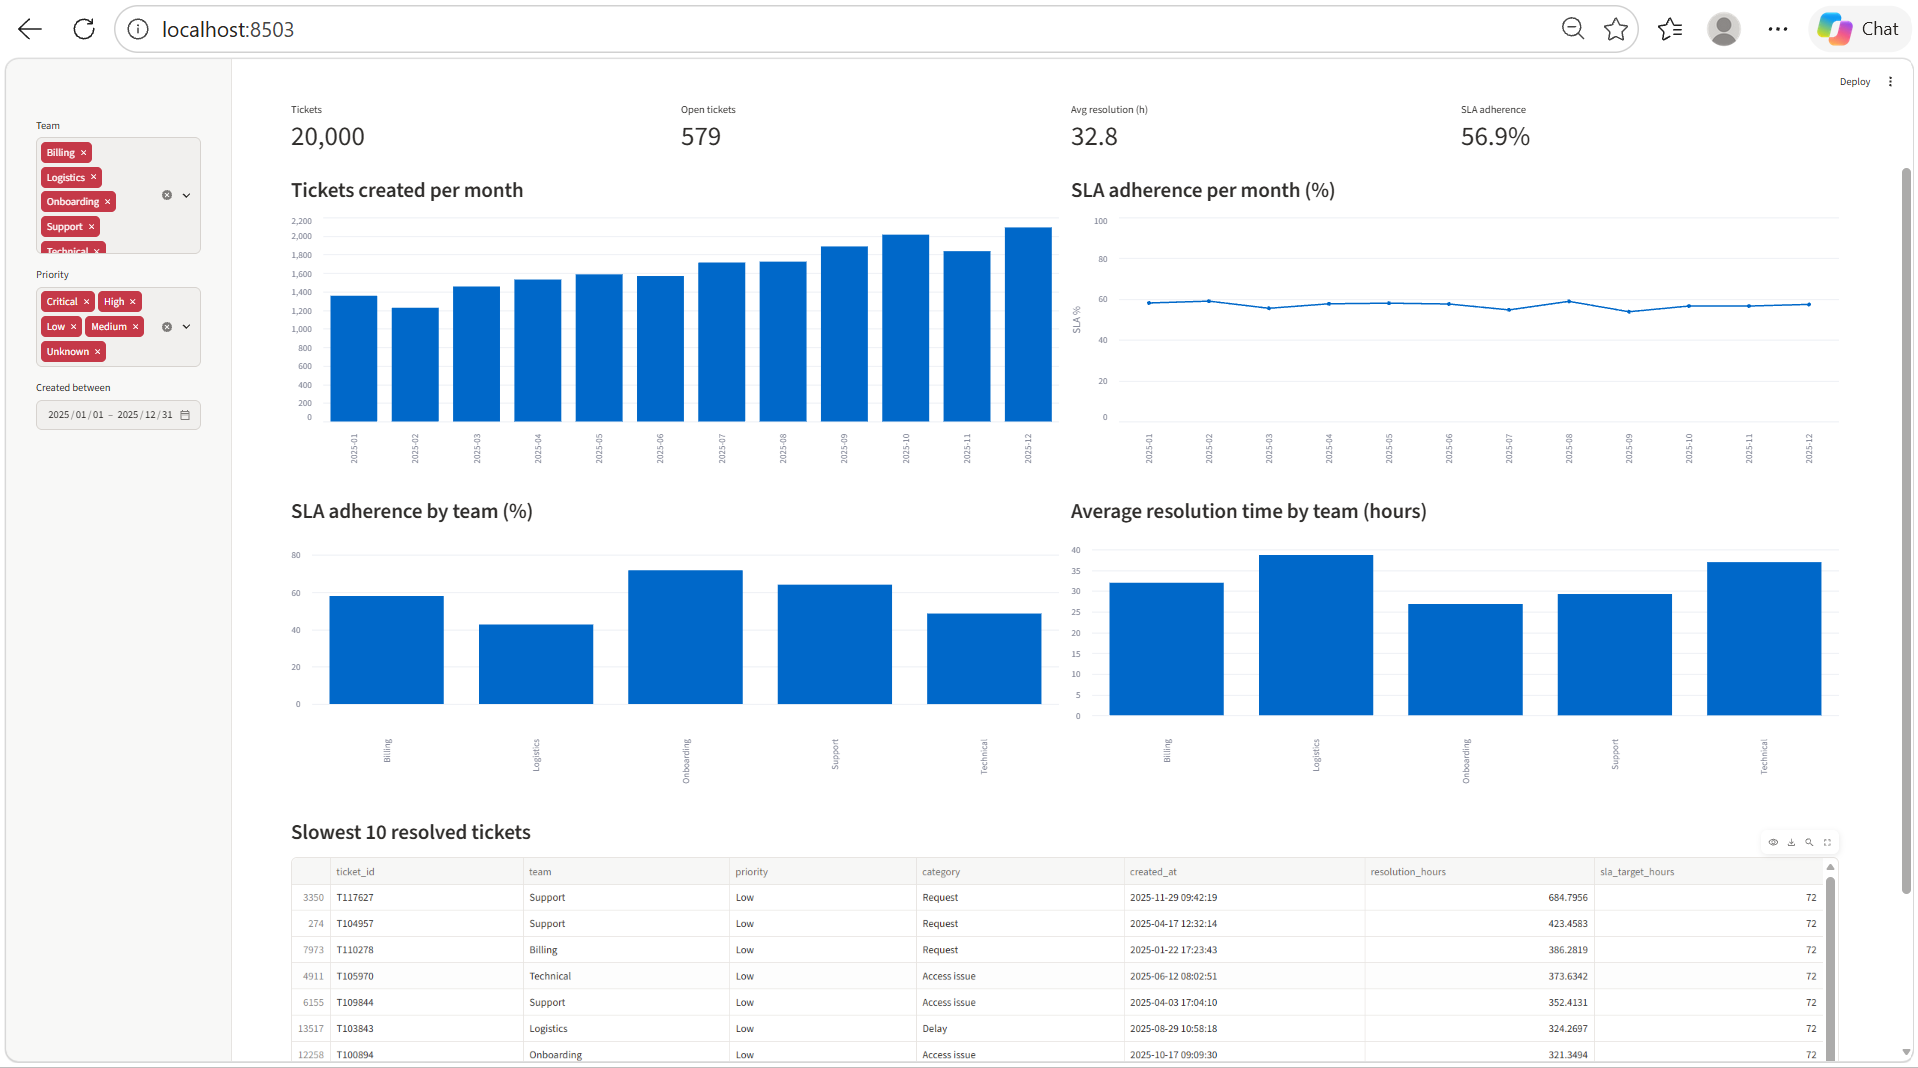 localhost:8503
Chat
Deploy
Team
Billing ×
Logistics ×
Onboarding ×
Support ×
Technical ×
Priority
Critical × High ×
Low × Medium ×
Unknown ×
Created between
2025/01/01 – 2025/12/31
Tickets
20,000
Open tickets
579
Avg resolution (h)
32.8
SLA adherence
56.9%
Tickets created per month
2,200
2,000
1,800
1,600
1,400
1,200
1,000
800
600
400
200
0
2025-01 2025-02 2025-03 2025-04 2025-05 2025-06 2025-07 2025-08 2025-09 2025-10 2025-11 2025-12
SLA adherence per month (%)
SLA %
100
80
60
40
20
0
2025-01 2025-02 2025-03 2025-04 2025-05 2025-06 2025-07 2025-08 2025-09 2025-10 2025-11 2025-12
SLA adherence by team (%)
80
60
40
20
0
Billing Logistics Onboarding Support Technical
Average resolution time by team (hours)
40
35
30
25
20
15
10
5
0
Billing Logistics Onboarding Support Technical
Slowest 10 resolved tickets
ticket_id team priority category created_at resolution_hours sla_target_hours
3350 T117627 Support Low Request 2025-11-29 09:42:19 684.7956 72
274 T104957 Support Low Request 2025-04-17 12:32:14 423.4583 72
7973 T110278 Billing Low Request 2025-01-22 17:23:43 386.2819 72
4911 T105970 Technical Low Access issue 2025-06-12 08:02:51 373.6342 72
6155 T109844 Support Low Access issue 2025-04-03 17:04:10 352.4131 72
13517 T103843 Logistics Low Delay 2025-08-29 10:58:18 324.2697 72
12258 T100894 Onboarding Low Access issue 2025-10-17 09:09:30 321.3494 72